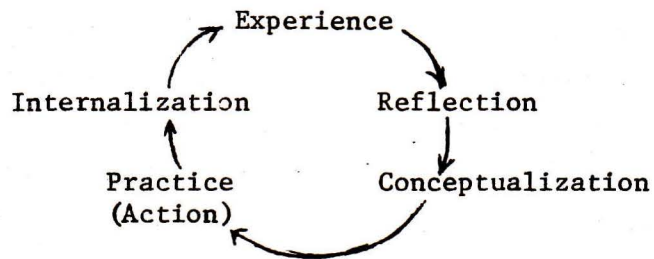 Experience
Internalization
Reflection
Practice
(Action)
Conceptualization